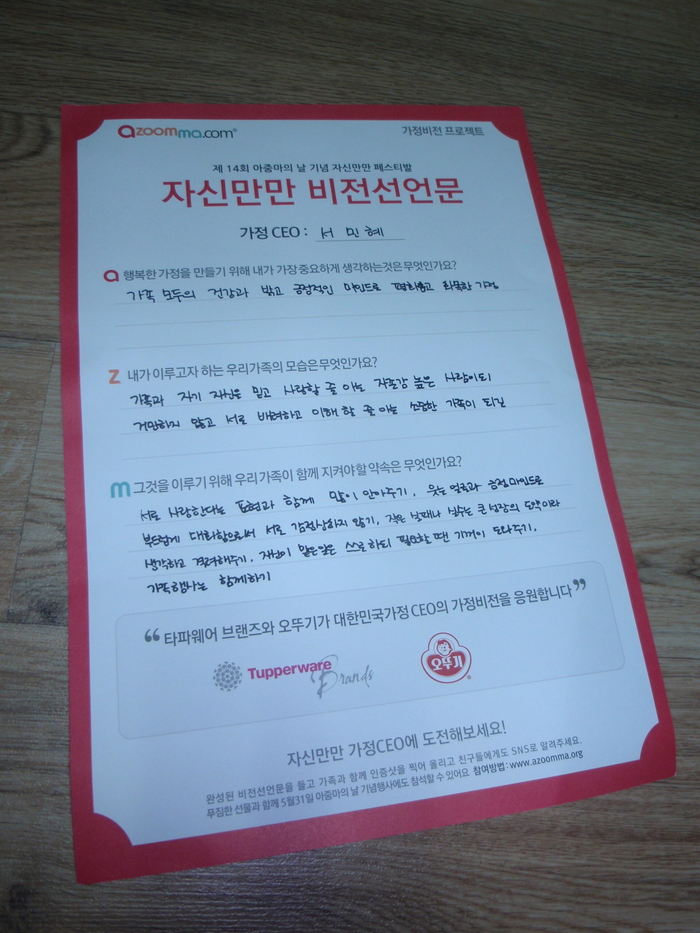 azoomma.com®
가정비전 프로젝트
제 14회 아줌마의 날 기념 자신만만 페스티발
자신만만 비전선언문
가정 CEO : 서 민 혜
a 행복한 가정을 만들기 위해 내가 가장 중요하게 생각하는것은 무엇인가요?
가족 모두의 건강과 밝고 긍정적인 마인드로 평화롭고 화목한 가정
z 내가 이루고자 하는 우리가족의 모습은무엇인가요?
가족과 자기 자신을 믿고 사랑할 줄 아는 자존감 높은 사람이되
거만하지 않고 서로 배려하고 이해 할 줄 아는 소중한 가족이 되길
m 그것을 이루기 위해 우리 가족이 함께 지켜야할 약속은 무엇인가요?
서로 사랑한다는 표현과 함께 많이 안아주기. 웃는 얼굴과 긍정마인드로
부드럽게 대화함으로써 서로 감정상하지 않기. 작은 실패나 실수는 큰 성장의 도약이라
생각하고 격려해주기. 자신이 맡은일은 스스로하되 필요할 땐 기꺼이 도와주기.
가족행사는 함께하기
“ 타파웨어 브랜즈와 오뚜기가 대한민국가정 CEO의 가정비전을 응원합니다 ”
Tupperware Brands
오뚜기®
자신만만 가정CEO에 도전해보세요!
완성된 비전선언문을 들고 가족과 함께 인증샷을 찍어 올리고 친구들에게도 SNS로 알려주세요.
푸짐한 선물과 함께 5월31일 아줌마의 날 기념행사에도 참석할 수 있어요 참여방법 : www.azoomma.org